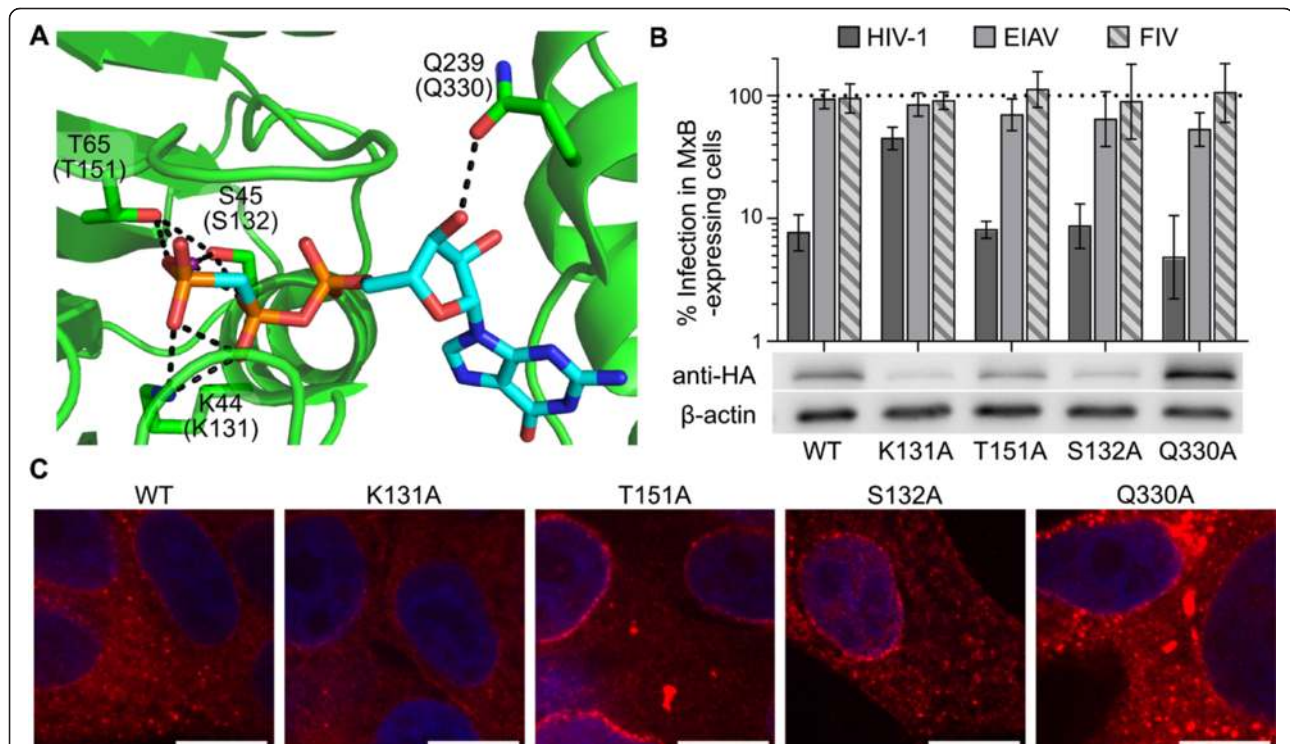 A
Q239
(Q330)
T65
(T151)
S45
(S132)
K44
(K131)
B
HIV-1 EIAV FIV
% Infection in MxB
-expressing cells
100
10
1
anti-HA
β-actin
WT K131A T151A S132A Q330A
C
WT K131A T151A S132A Q330A